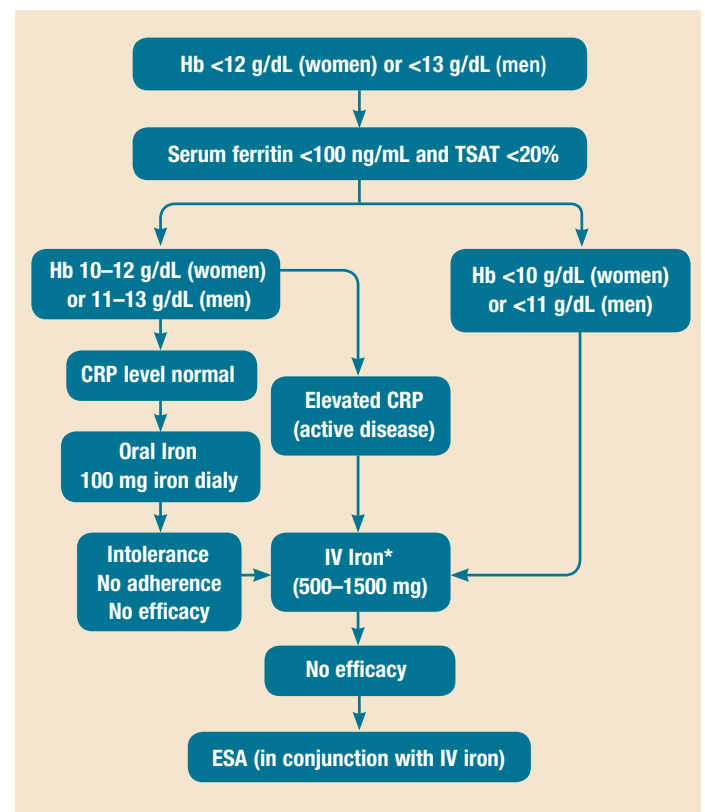 Hb <12 g/dL (women) or <13 g/dL (men)
Serum ferritin <100 ng/mL and TSAT <20%
Hb 10–12 g/dL (women)
or 11–13 g/dL (men)
Hb <10 g/dL (women)
or <11 g/dL (men)
CRP level normal
Elevated CRP
(active disease)
Oral Iron
100 mg iron dialy
Intolerance
No adherence
No efficacy
IV Iron*
(500–1500 mg)
No efficacy
ESA (in conjunction with IV iron)